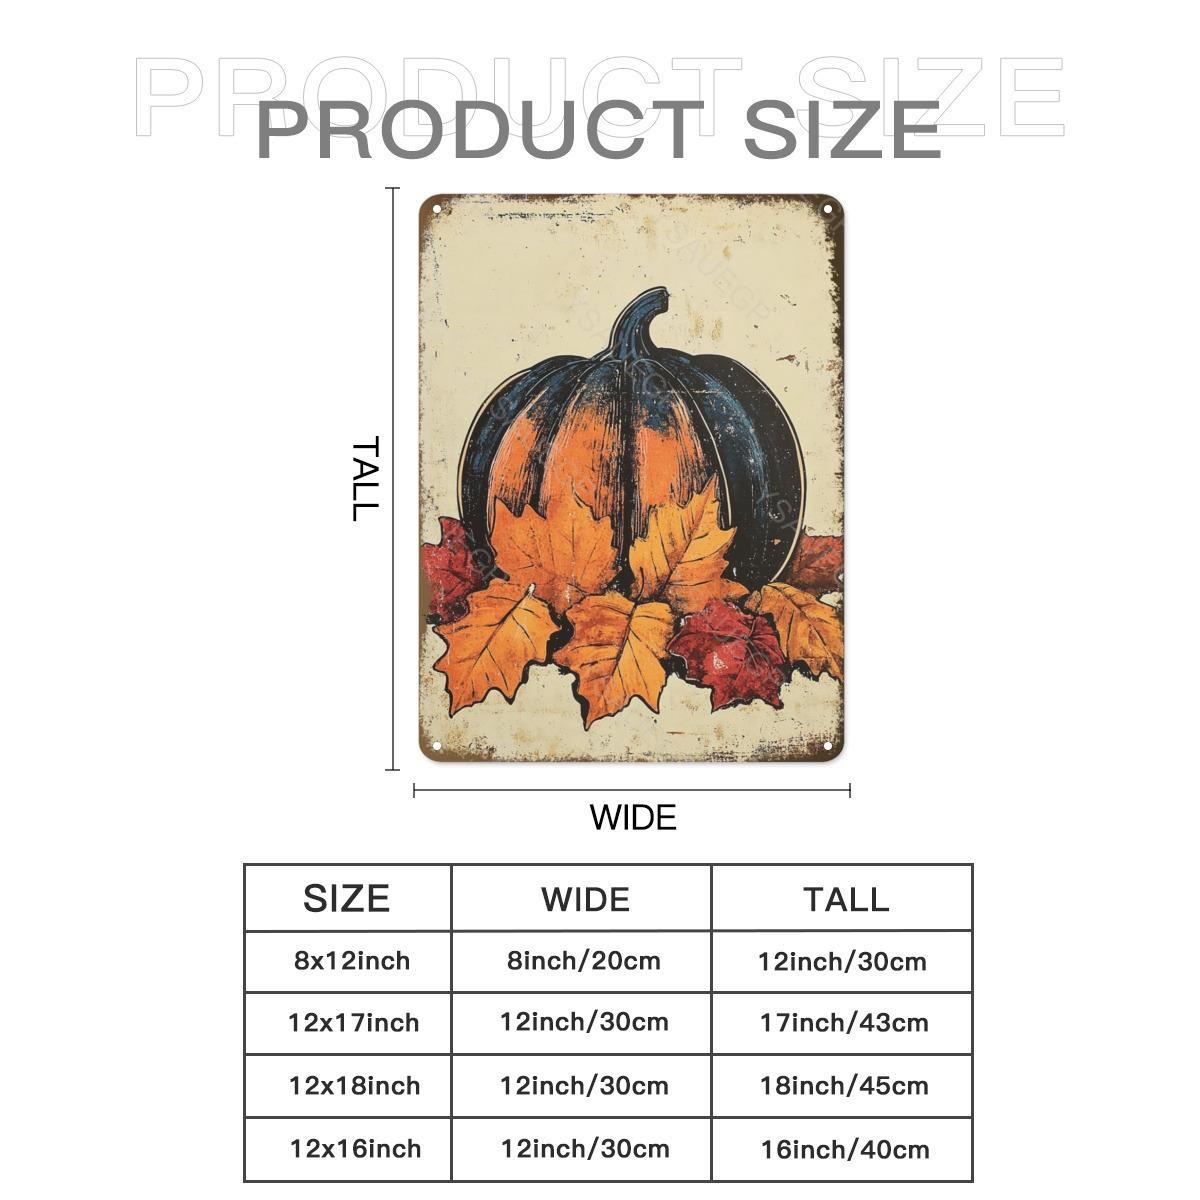 PRODUCT SIZE
PRODUCT SIZE
YSAUEGP
TALL
WIDE
SIZE WIDE TALL
8x12inch 8inch/20cm 12inch/30cm
12x17inch 12inch/30cm 17inch/43cm
12x18inch 12inch/30cm 18inch/45cm
12x16inch 12inch/30cm 16inch/40cm